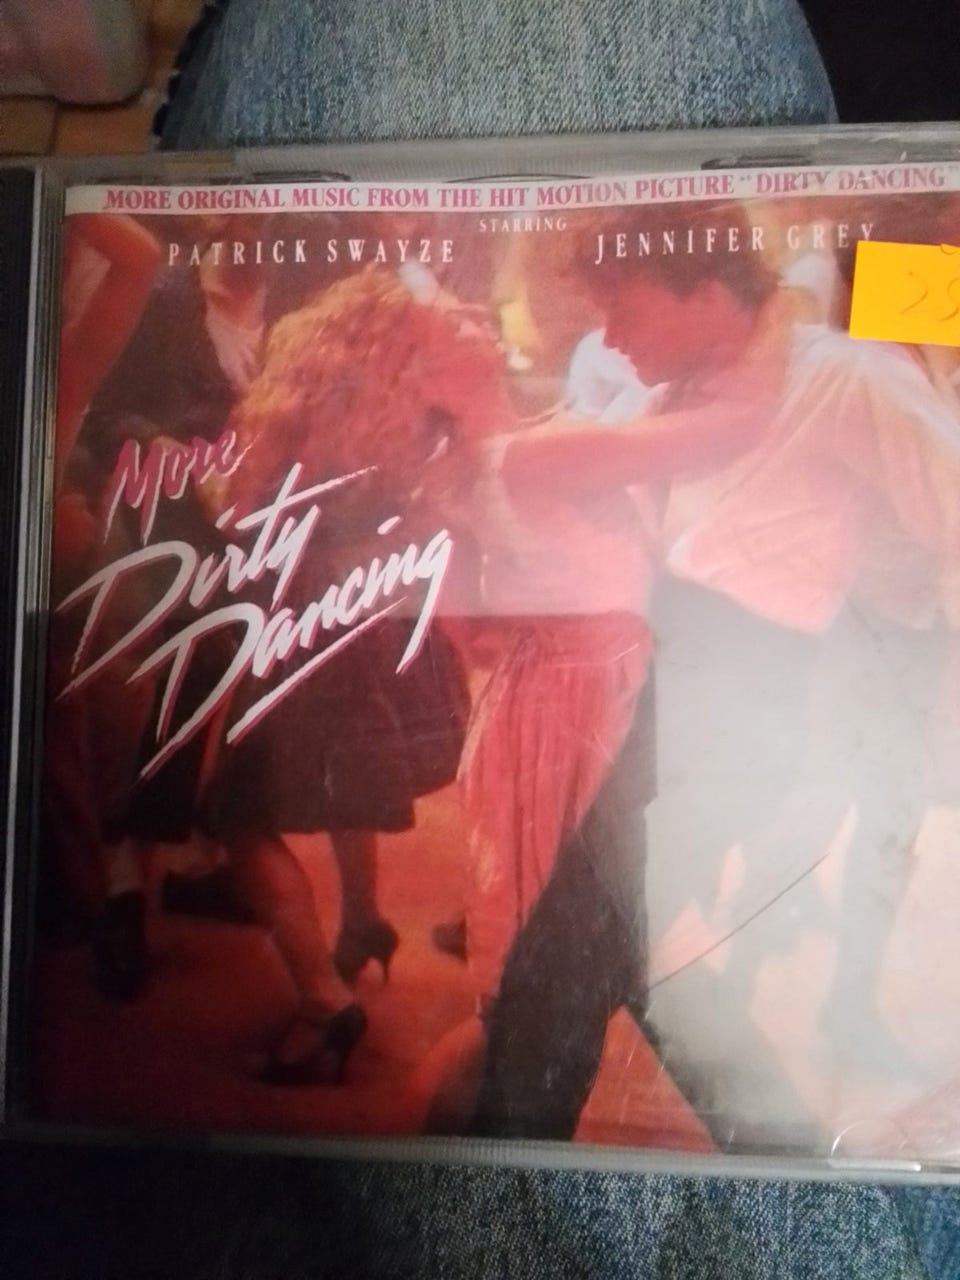 MORE ORIGINAL MUSIC FROM THE HIT MOTION PICTURE "DIRTY DANCING"
STARRING
PATRICK SWAYZE JENNIFER GREY
More
Dirty
Dancing